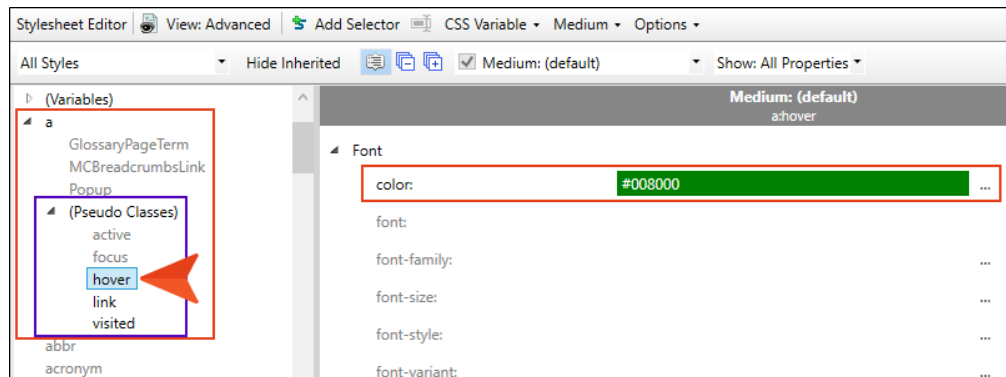 Stylesheet Editor View: Advanced Add Selector CSS Variable Medium Options
All Styles Hide Inherited Medium: (default) Show: All Properties
(Variables)
a
GlossaryPageTerm
MCBreadcrumbsLink
Popup
(Pseudo Classes)
active
focus
hover
link
visited
abbr
acronym
Medium: (default)
a:hover
Font
color: #008000 ...
font:
font-family: ...
font-size: ...
font-style: ...
font-variant: ...